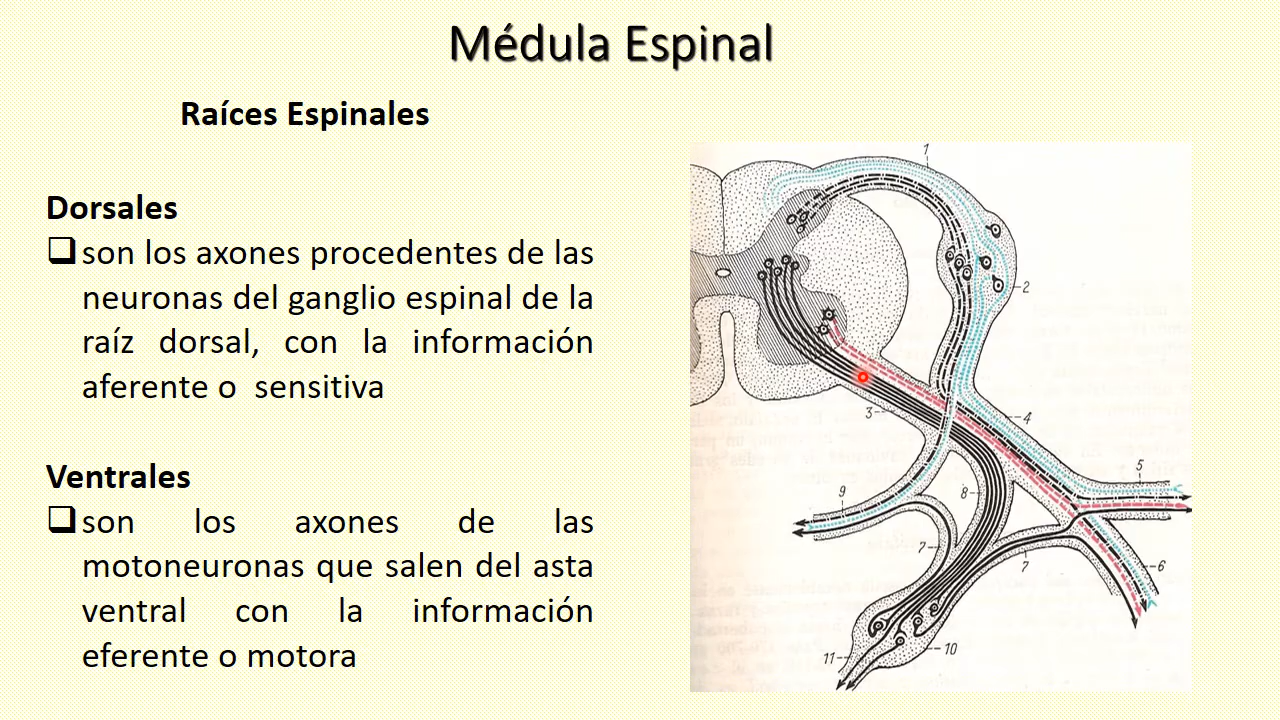 Médula Espinal
Raíces Espinales
Dorsales
son los axones procedentes de las
neuronas del ganglio espinal de la
raíz dorsal, con la información
aferente o sensitiva
Ventrales
son los axones de las
motoneuronas que salen del asta
ventral con la información
eferente o motora
1
2
3
4
5
9
8
7
7
6
10
11